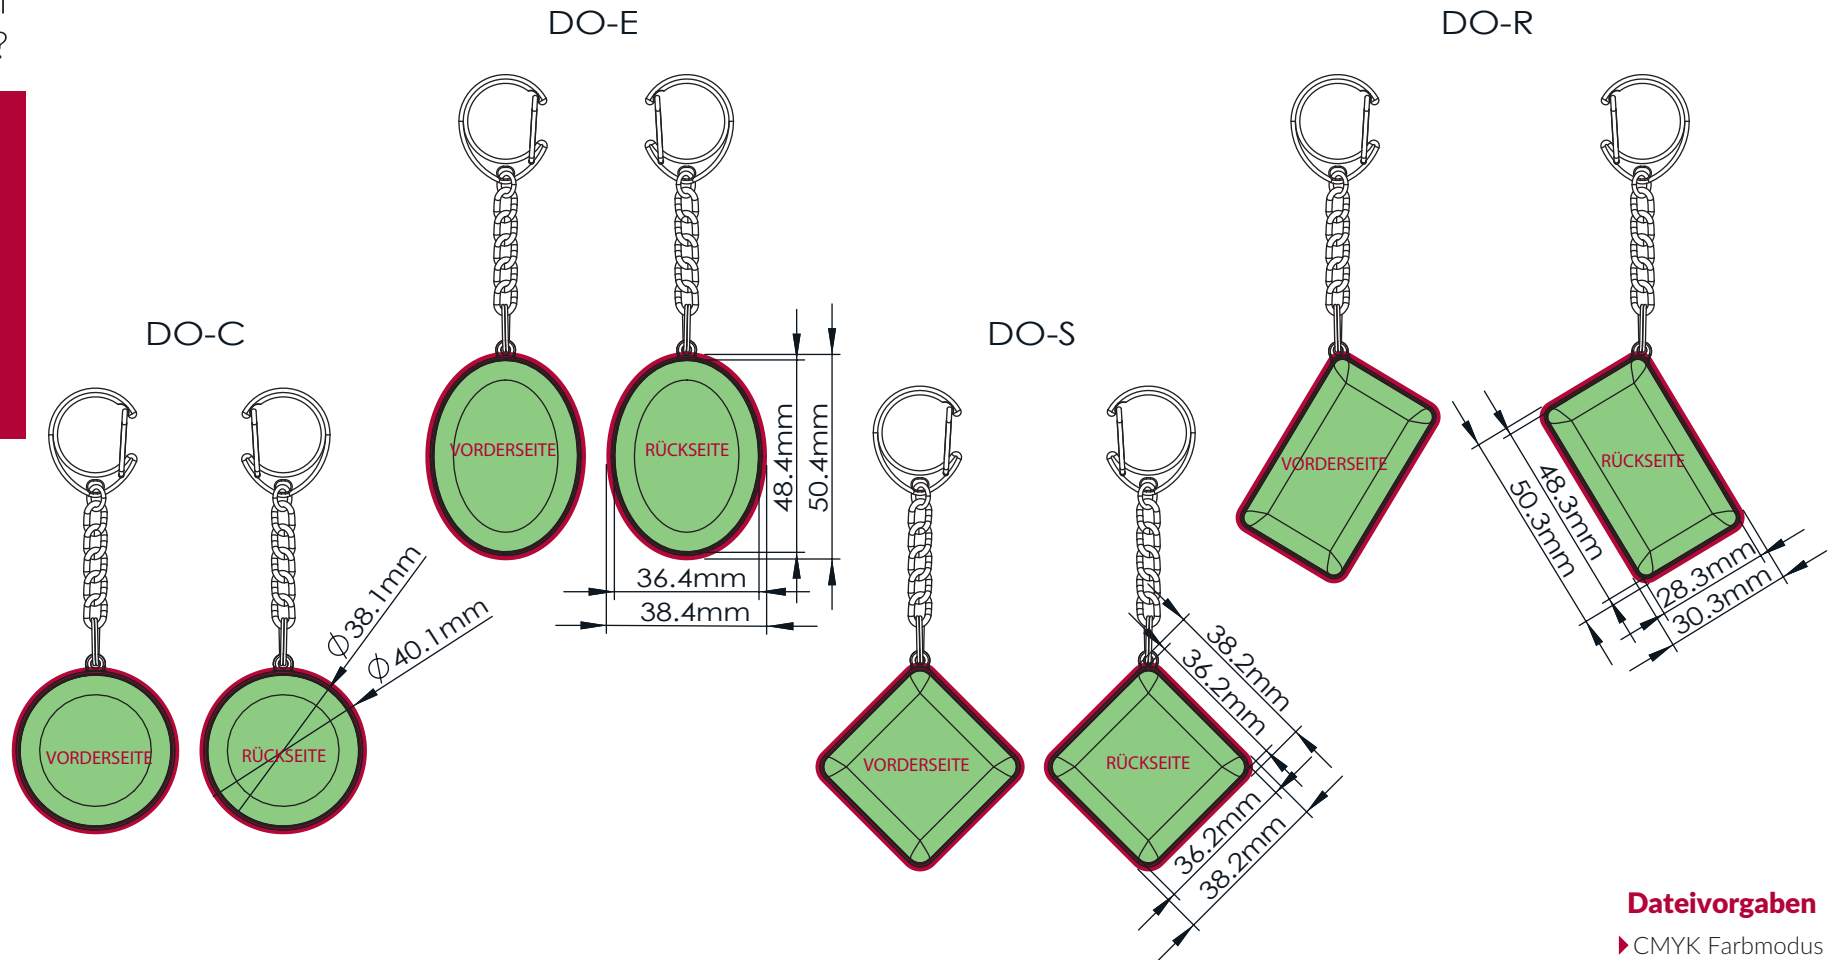 ?
DO-E
DO-R
DO-C
DO-S
VORDERSEITE
RÜCKSEITE
48.4mm
50.4mm
36.4mm
38.4mm
VORDERSEITE
RÜCKSEITE
48.3mm
50.3mm
28.3mm
30.3mm
VORDERSEITE
RÜCKSEITE
Ø38.1mm
Ø40.1mm
VORDERSEITE
RÜCKSEITE
38.2mm
36.2mm
36.2mm
38.2mm
Dateivorgaben
CMYK Farbmodus